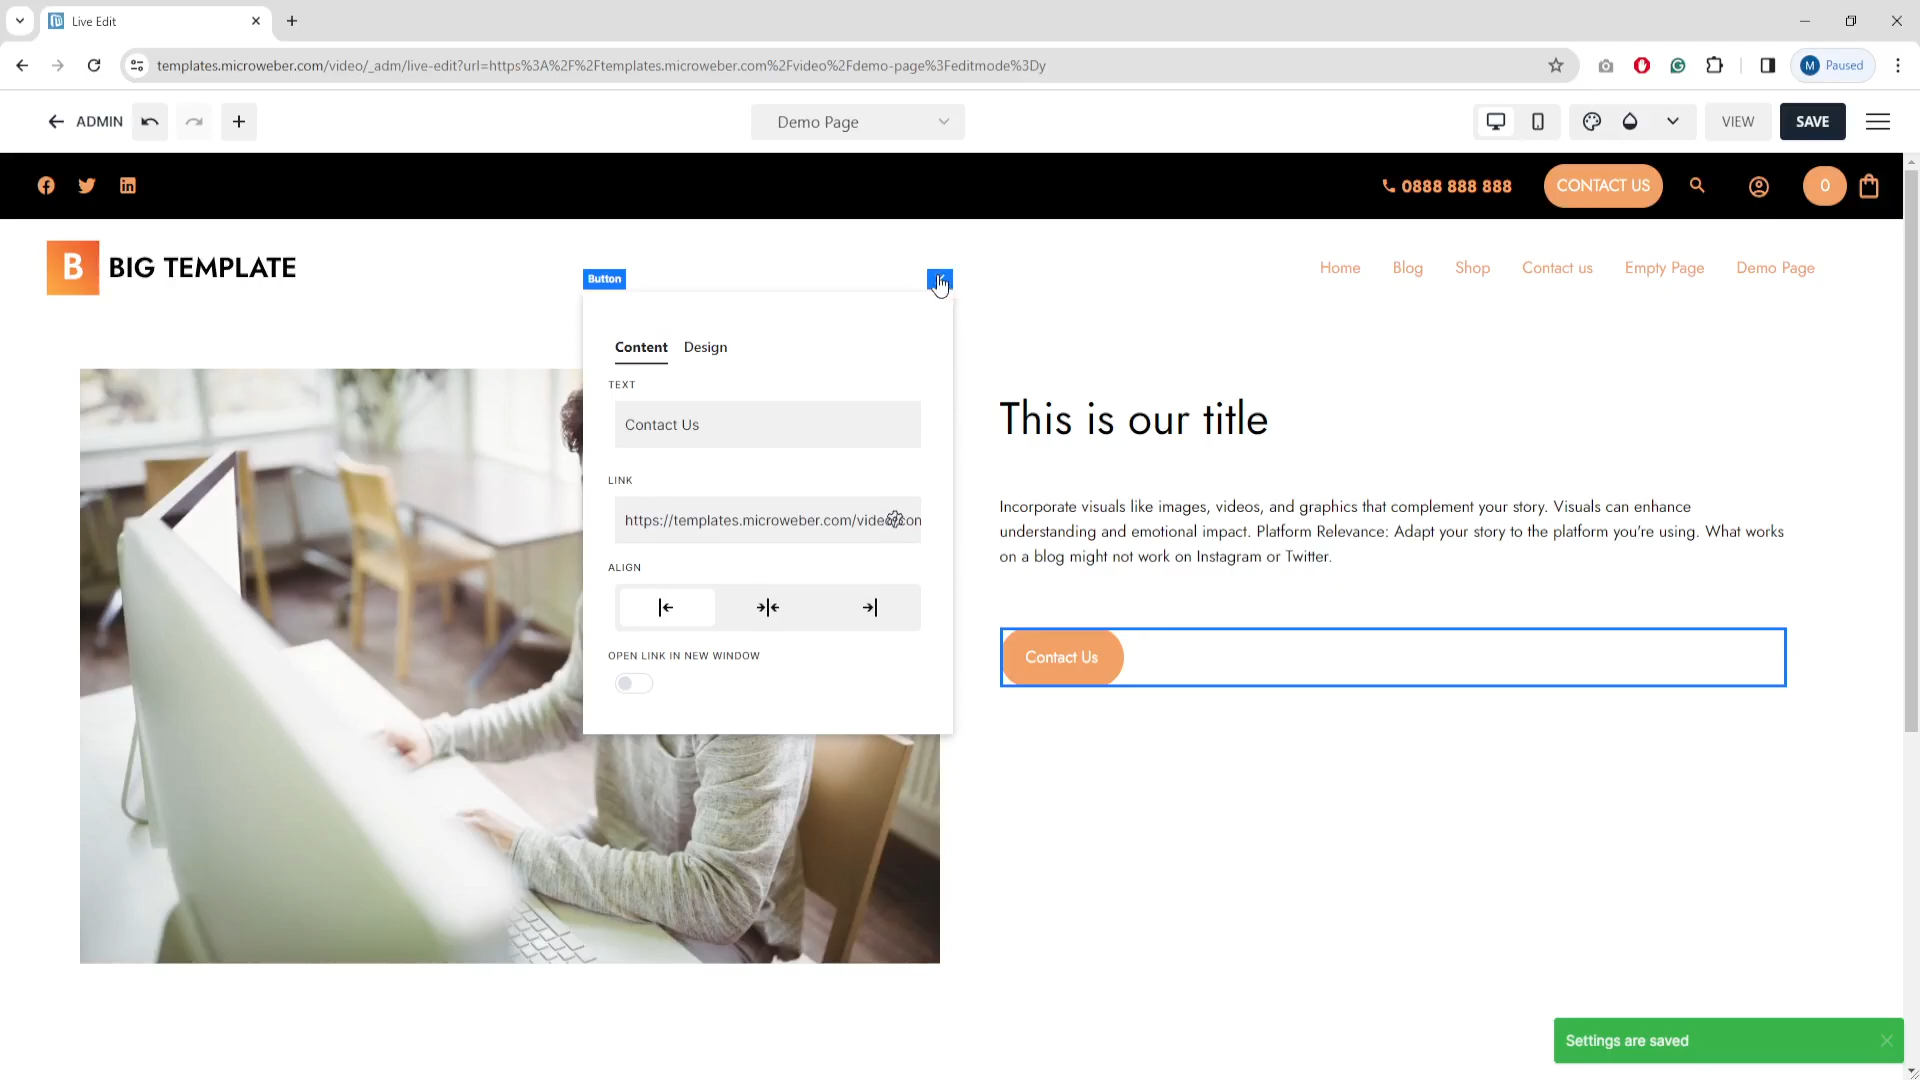 Live Edit
templates.microweber.com/video/_adm/live-edit?url=https%3A%2F%2Ftemplates.microweber.com%2Fvideo%2Fdemo-page%3Feditmode%3Dy
M Paused
ADMIN
Demo Page
VIEW
SAVE
0888 888 888
CONTACT US
0
B BIG TEMPLATE
Home
Blog
Shop
Contact us
Empty Page
Demo Page
Button
Content
Design
TEXT
Contact Us
LINK
https://templates.microweber.com/video/con
ALIGN
OPEN LINK IN NEW WINDOW
This is our title
Incorporate visuals like images, videos, and graphics that complement your story. Visuals can enhance
understanding and emotional impact. Platform Relevance: Adapt your story to the platform you're using. What works
on a blog might not work on Instagram or Twitter.
Contact Us
Settings are saved